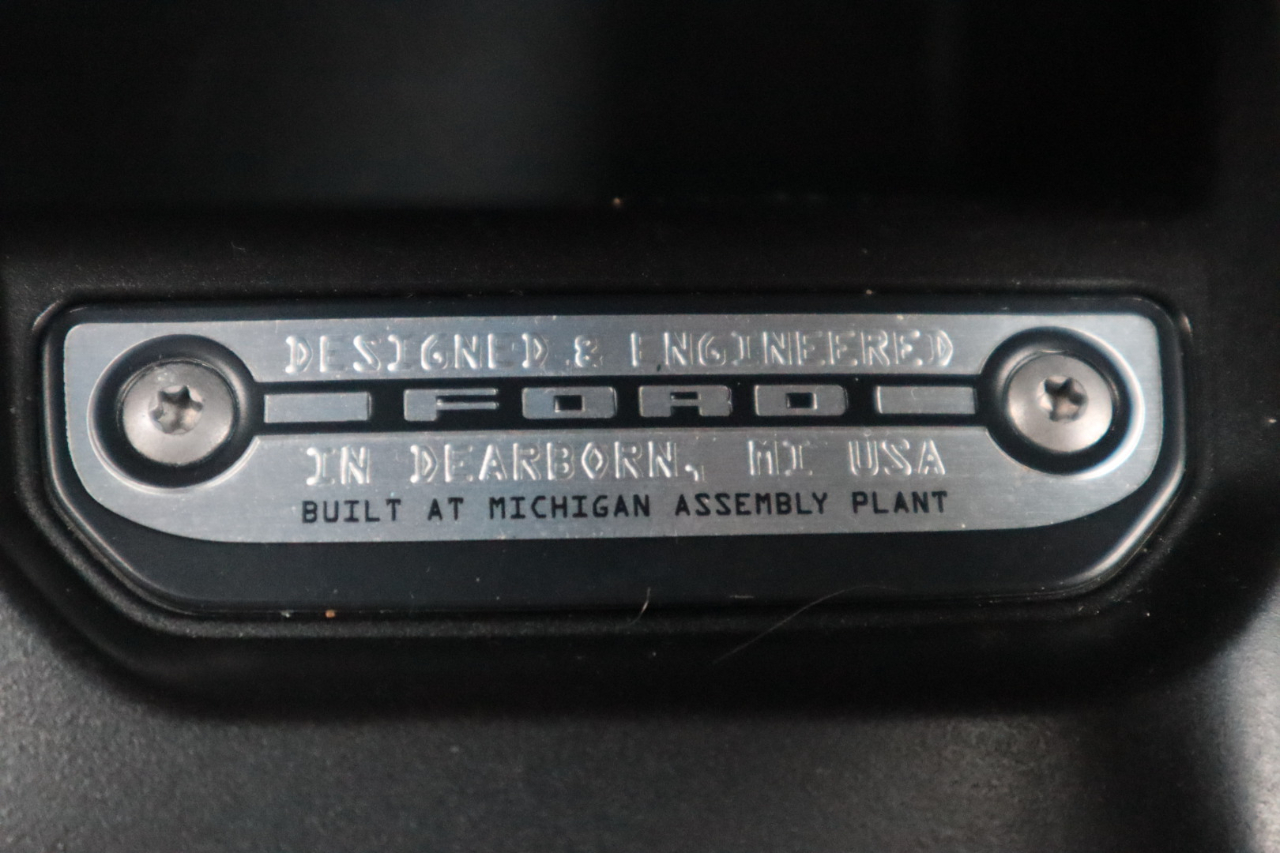 DESIGNED & ENGINEERED
FORD
IN DEARBORN, MI USA
BUILT AT MICHIGAN ASSEMBLY PLANT